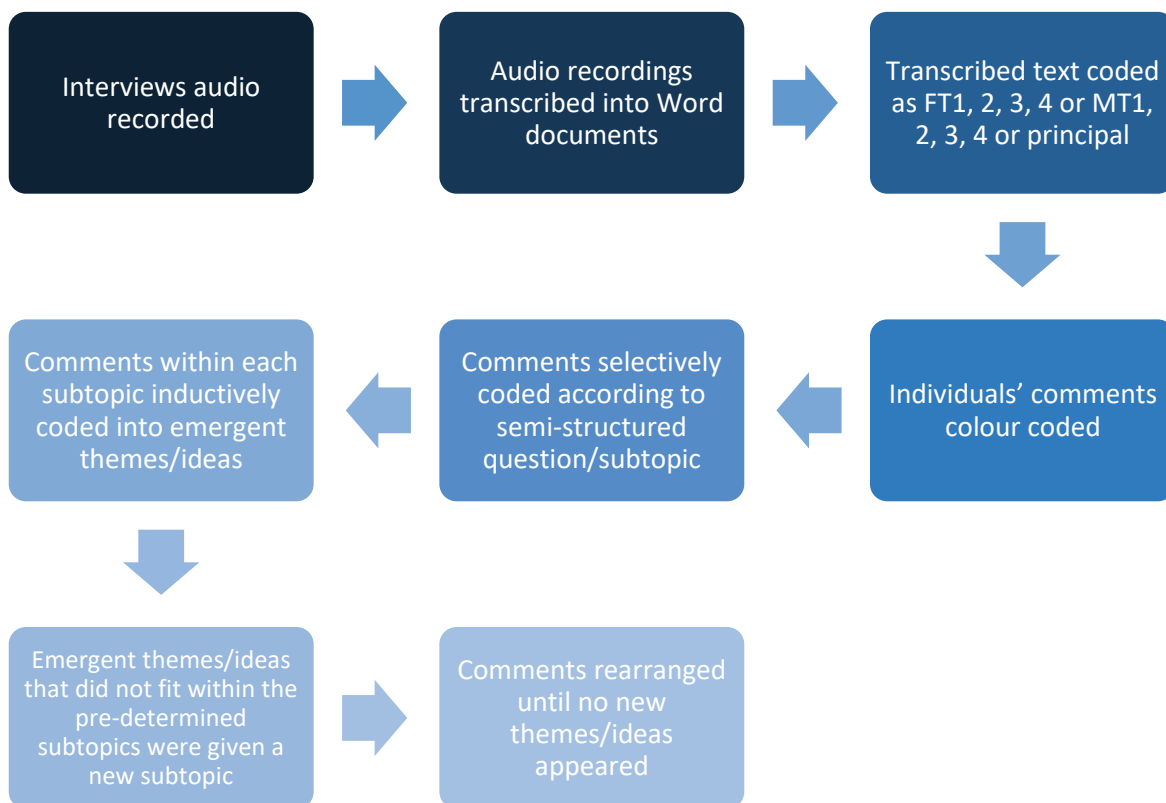 Interviews audio
recorded
Audio recordings
transcribed into Word
documents
Transcribed text coded
as FT1, 2, 3, 4 or MT1,
2, 3, 4 or principal
Individuals’ comments
colour coded
Comments selectively
coded according to
semi-structured
question/subtopic
Comments within each
subtopic inductively
coded into emergent
themes/ideas
Emergent themes/ideas
that did not fit within the
pre-determined
subtopics were given a
new subtopic
Comments rearranged
until no new
themes/ideas
appeared